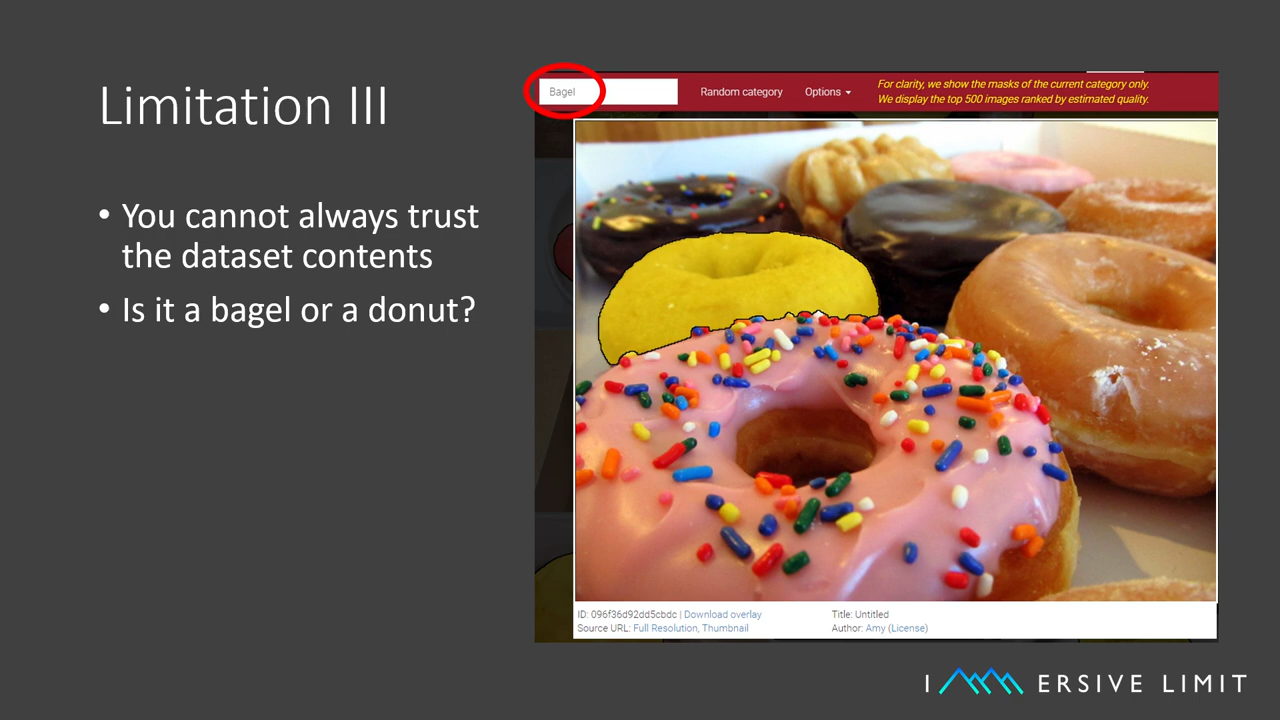 Limitation III
• You cannot always trust
the dataset contents
• Is it a bagel or a donut?
Bagel
Random category
Options
For clarity, we show the masks of the current category only.
We display the top 500 images ranked by estimated quality.
ID: 096f36d92dd5cbdc | Download overlay
Title: Untitled
Source URL: Full Resolution, Thumbnail
Author: Amy (License)
IMMERSIVE LIMIT